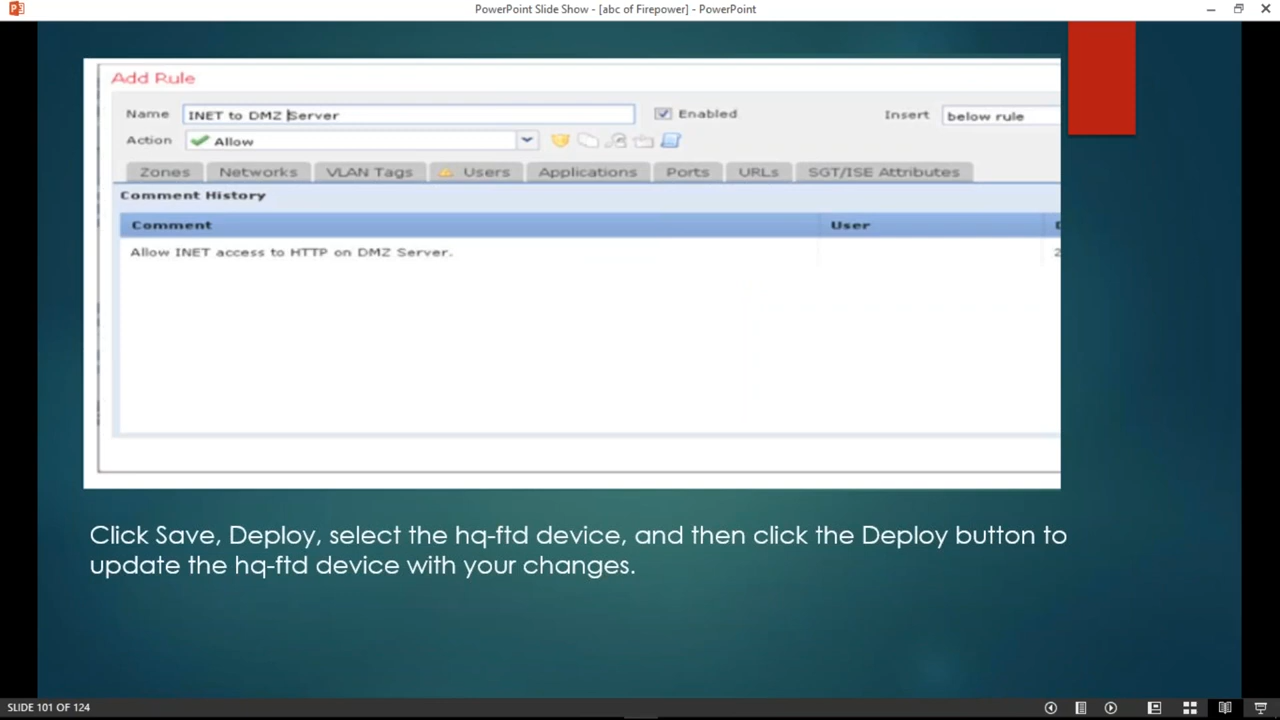 PowerPoint Slide Show - [abc of Firepower] - PowerPoint
Add Rule
Name INET to DMZ Server Enabled Insert below rule
Action Allow
Zones Networks VLAN Tags Users Applications Ports URLs SGT/ISE Attributes
Comment History
Comment User
Allow INET access to HTTP on DMZ Server.
Click Save, Deploy, select the hq-ftd device, and then click the Deploy button to
update the hq-ftd device with your changes.
SLIDE 101 OF 124